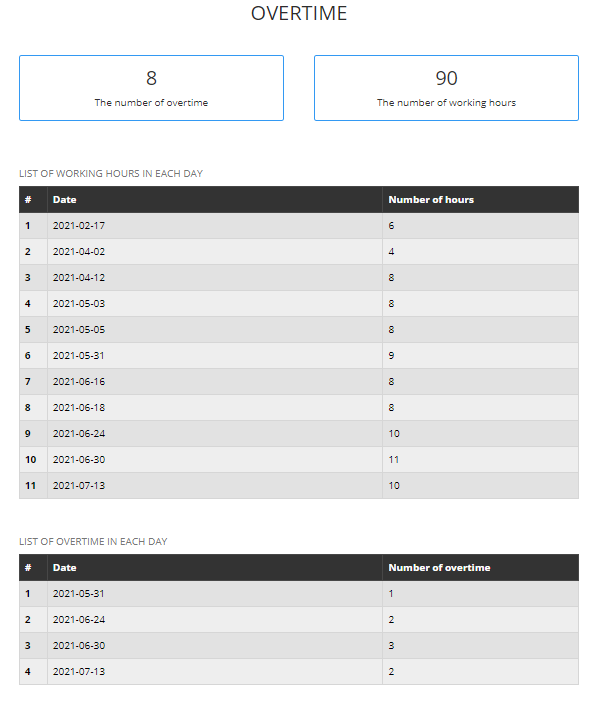 OVERTIME
8
The number of overtime
90
The number of working hours
LIST OF WORKING HOURS IN EACH DAY
# Date Number of hours
1 2021-02-17 6
2 2021-04-02 4
3 2021-04-12 8
4 2021-05-03 8
5 2021-05-05 8
6 2021-05-31 9
7 2021-06-16 8
8 2021-06-18 8
9 2021-06-24 10
10 2021-06-30 11
11 2021-07-13 10
LIST OF OVERTIME IN EACH DAY
# Date Number of overtime
1 2021-05-31 1
2 2021-06-24 2
3 2021-06-30 3
4 2021-07-13 2